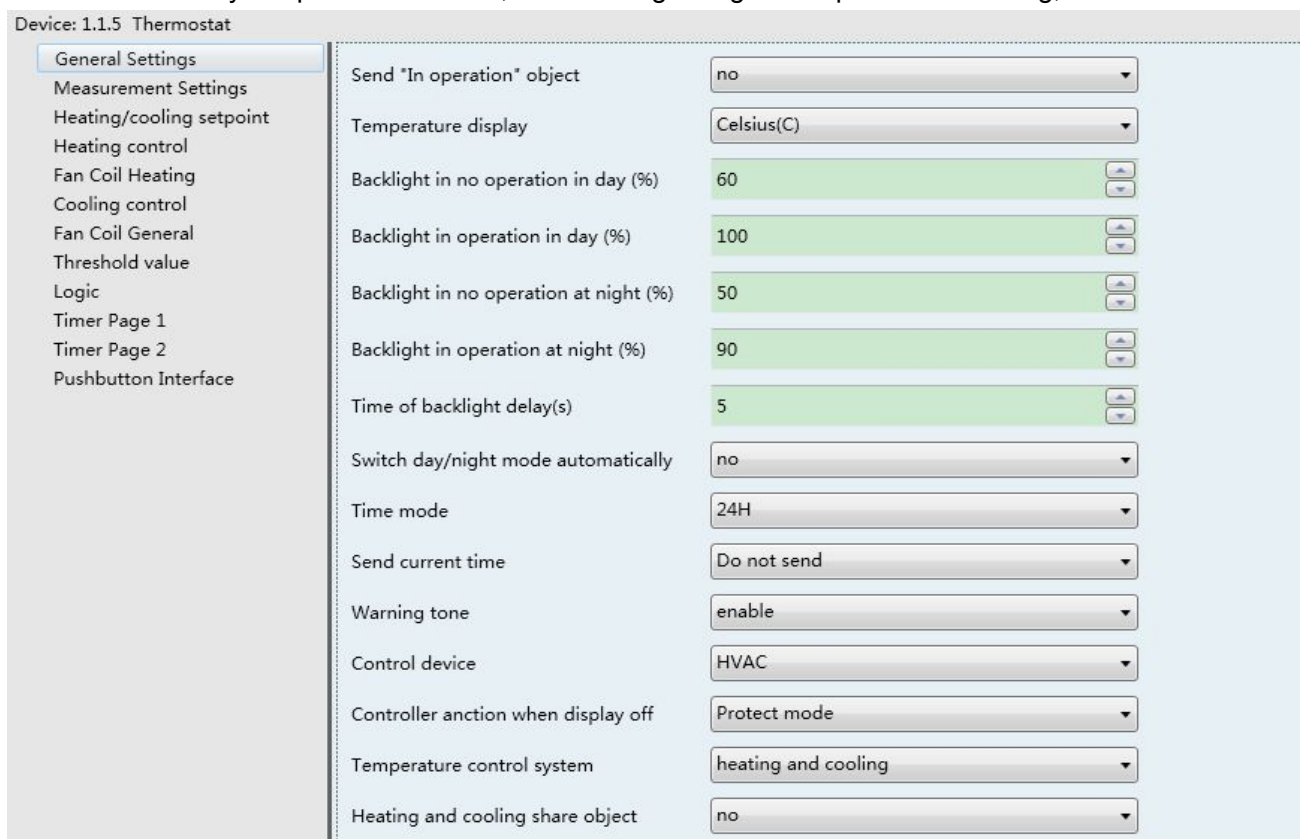 Device: 1.1.5 Thermostat
General Settings
Measurement Settings
Heating/cooling setpoint
Heating control
Fan Coil Heating
Cooling control
Fan Coil General
Threshold value
Logic
Timer Page 1
Timer Page 2
Pushbutton Interface
Send "In operation" object no
Temperature display Celsius(C)
Backlight in no operation in day (%) 60
Backlight in operation in day (%) 100
Backlight in no operation at night (%) 50
Backlight in operation at night (%) 90
Time of backlight delay(s) 5
Switch day/night mode automatically no
Time mode 24H
Send current time Do not send
Warning tone enable
Control device HVAC
Controller anction when display off Protect mode
Temperature control system heating and cooling
Heating and cooling share object no